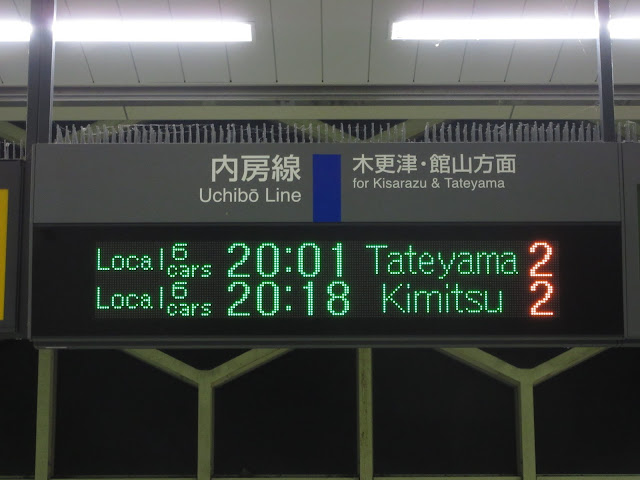 内房線
Uchibō Line
木更津・館山方面
for Kisarazu & Tateyama
Local 6 cars 20:01 Tateyama 2
Local 6 cars 20:18 Kimitsu 2